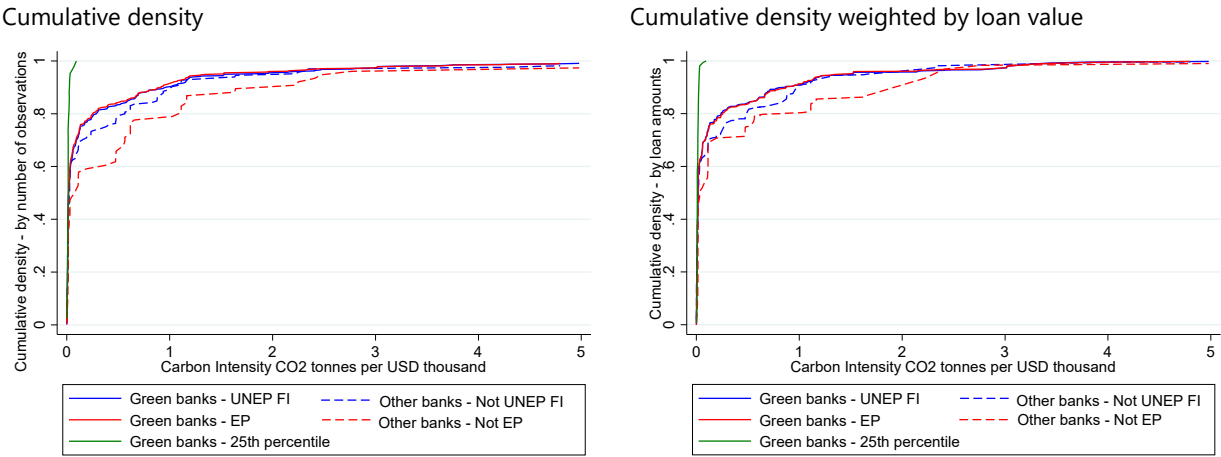 Cumulative density
Cumulative density - by number of observations
1
.8
.6
.4
.2
0
0 1 2 3 4 5
Carbon Intensity CO2 tonnes per USD thousand
Green banks - UNEP FI
Other banks - Not UNEP FI
Green banks - EP
Other banks - Not EP
Green banks - 25th percentile
Cumulative density weighted by loan value
Cumulative density - by loan amounts
1
.8
.6
.4
.2
0
0 1 2 3 4 5
Carbon Intensity CO2 tonnes per USD thousand
Green banks - UNEP FI
Other banks - Not UNEP FI
Green banks - EP
Other banks - Not EP
Green banks - 25th percentile